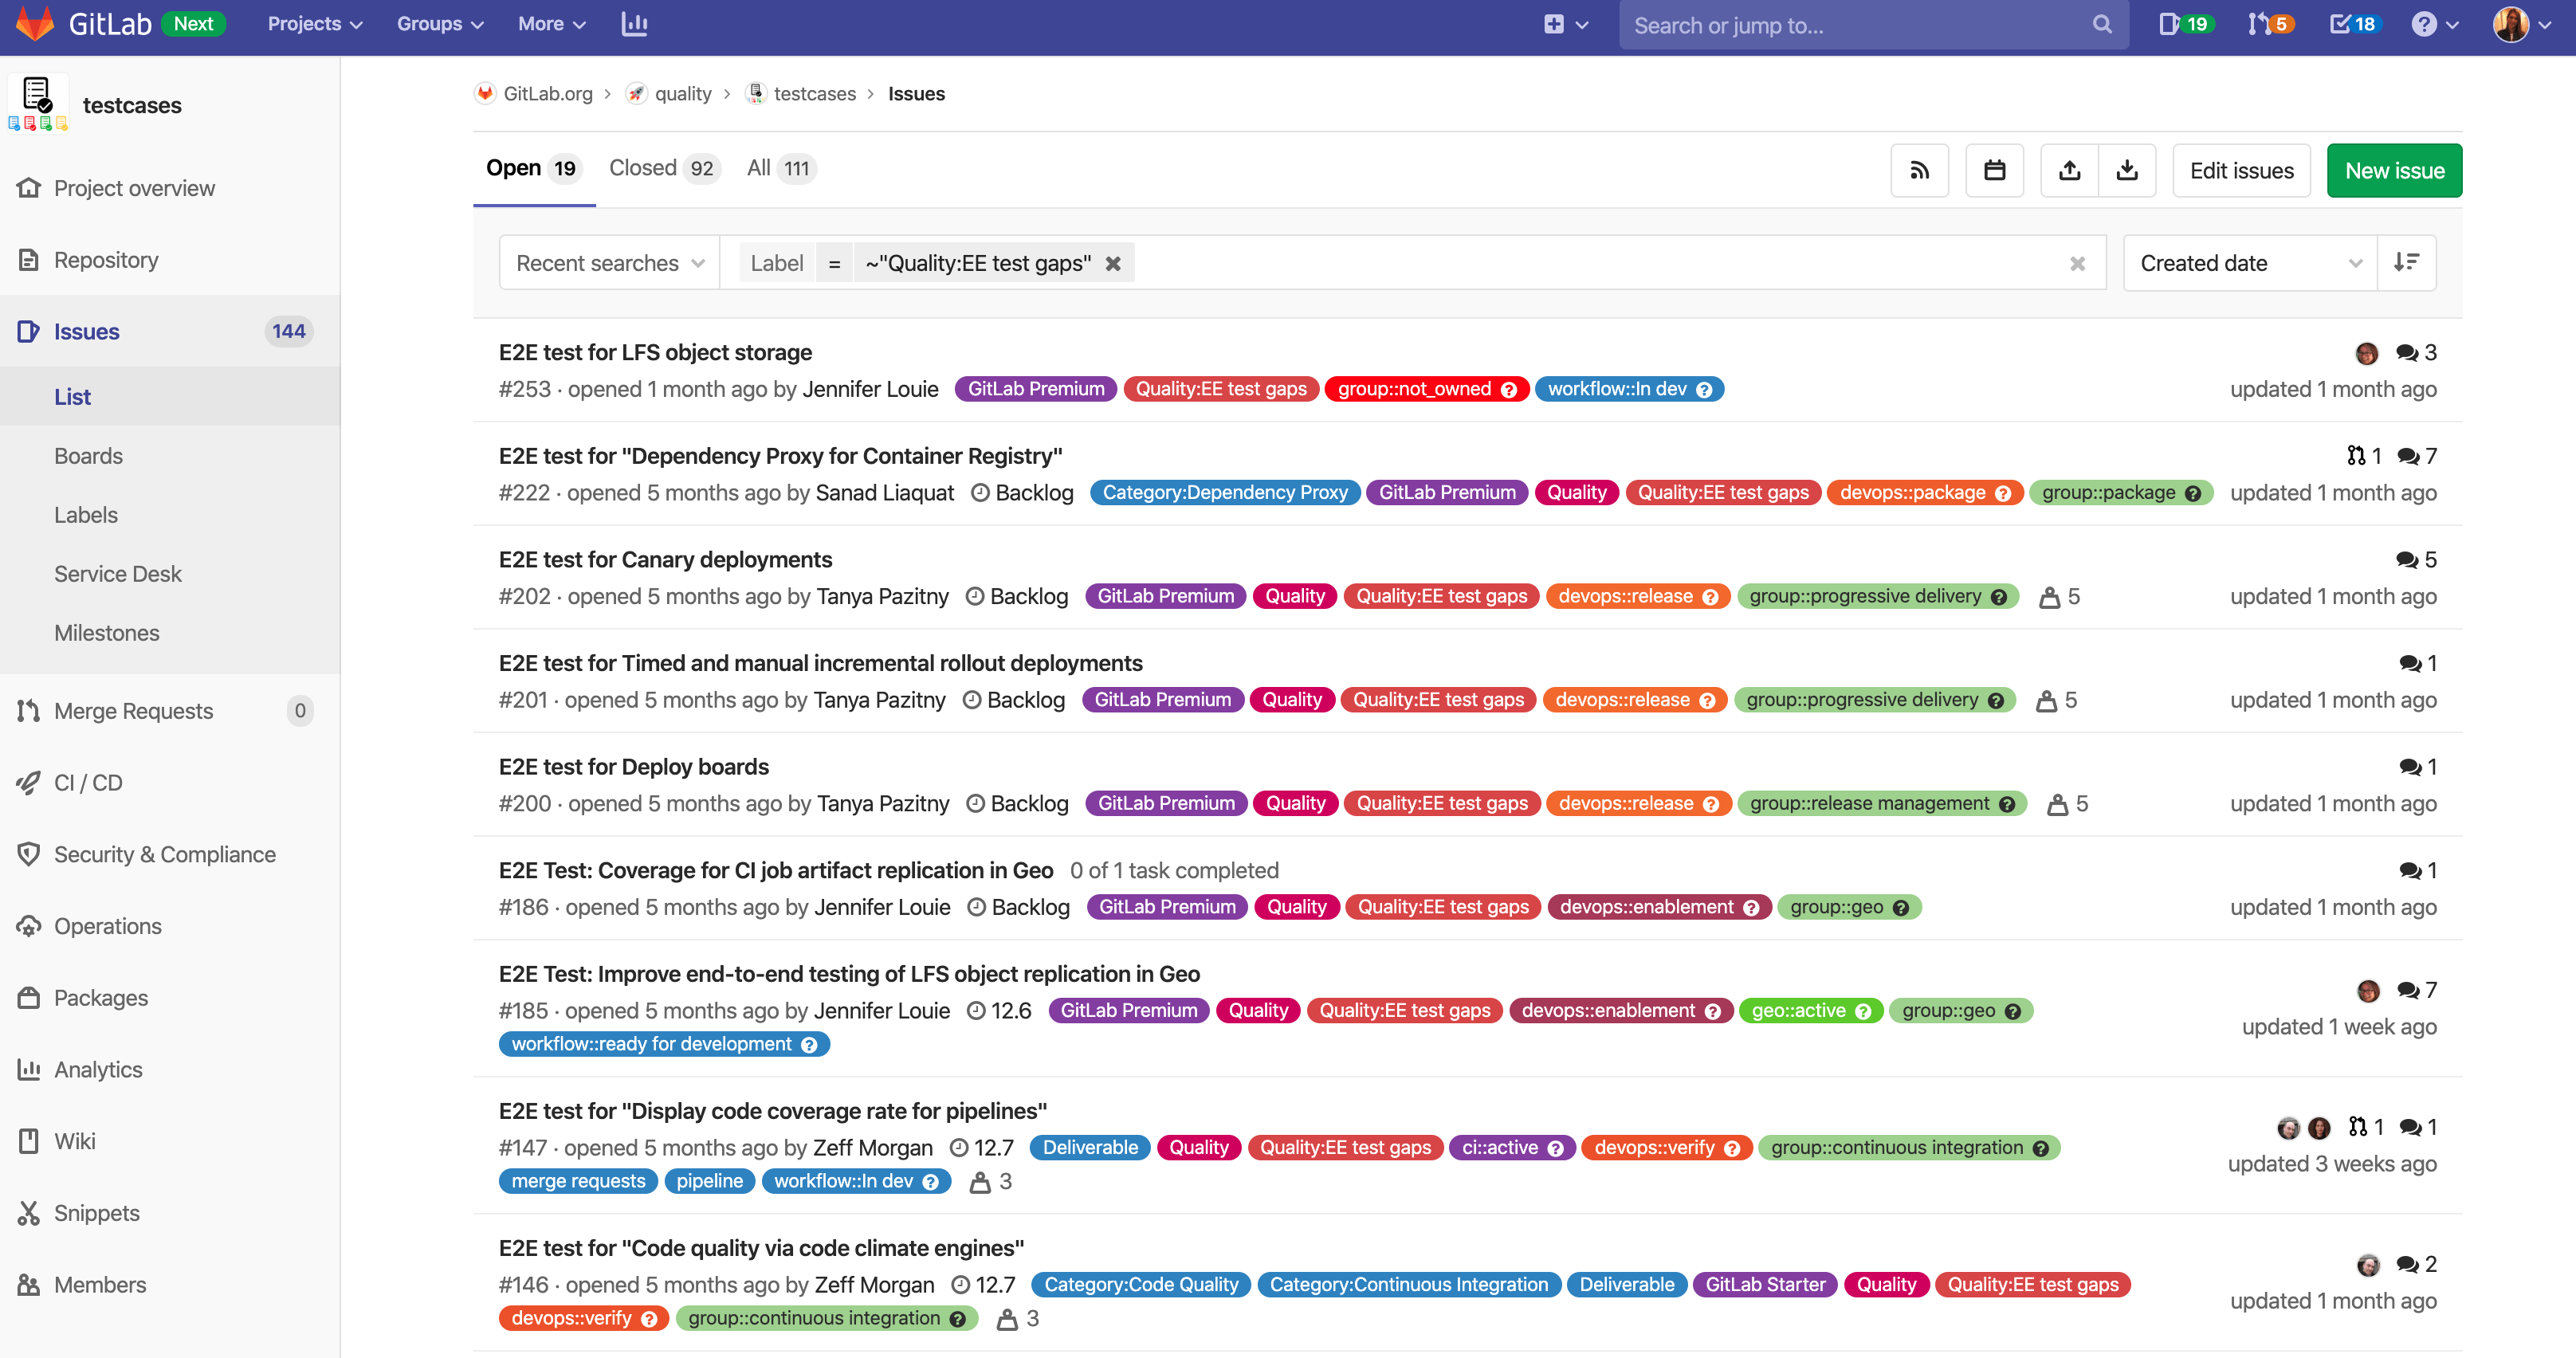 GitLab Next Projects Groups More Search or jump to... 19 5 18
testcases
Project overview
Repository
Issues 144
List
Boards
Labels
Service Desk
Milestones
Merge Requests 0
CI / CD
Security & Compliance
Operations
Packages
Analytics
Wiki
Snippets
Members
GitLab.org › quality › testcases › Issues
Open 19 Closed 92 All 111 Edit issues New issue
Recent searches Label = ~"Quality:EE test gaps" Created date
E2E test for LFS object storage 3
#253 · opened 1 month ago by Jennifer Louie GitLab Premium Quality:EE test gaps group::not_owned workflow::In dev updated 1 month ago
E2E test for "Dependency Proxy for Container Registry" 1 7
#222 · opened 5 months ago by Sanad Liaquat Backlog Category:Dependency Proxy GitLab Premium Quality Quality:EE test gaps devops::package group::package updated 1 month ago
E2E test for Canary deployments 5
#202 · opened 5 months ago by Tanya Pazitny Backlog GitLab Premium Quality Quality:EE test gaps devops::release group::progressive delivery 5 updated 1 month ago
E2E test for Timed and manual incremental rollout deployments 1
#201 · opened 5 months ago by Tanya Pazitny Backlog GitLab Premium Quality Quality:EE test gaps devops::release group::progressive delivery 5 updated 1 month ago
E2E test for Deploy boards 1
#200 · opened 5 months ago by Tanya Pazitny Backlog GitLab Premium Quality Quality:EE test gaps devops::release group::release management 5 updated 1 month ago
E2E Test: Coverage for CI job artifact replication in Geo 0 of 1 task completed 1
#186 · opened 5 months ago by Jennifer Louie Backlog GitLab Premium Quality Quality:EE test gaps devops::enablement group::geo updated 1 month ago
E2E Test: Improve end-to-end testing of LFS object replication in Geo 7
#185 · opened 5 months ago by Jennifer Louie 12.6 GitLab Premium Quality Quality:EE test gaps devops::enablement geo::active group::geo updated 1 week ago
workflow::ready for development
E2E test for "Display code coverage rate for pipelines" 1 1
#147 · opened 5 months ago by Zeff Morgan 12.7 Deliverable Quality Quality:EE test gaps ci::active devops::verify group::continuous integration updated 3 weeks ago
merge requests pipeline workflow::In dev 3
E2E test for "Code quality via code climate engines" 2
#146 · opened 5 months ago by Zeff Morgan 12.7 Category:Code Quality Category:Continuous Integration Deliverable GitLab Starter Quality Quality:EE test gaps updated 1 month ago
devops::verify group::continuous integration 3